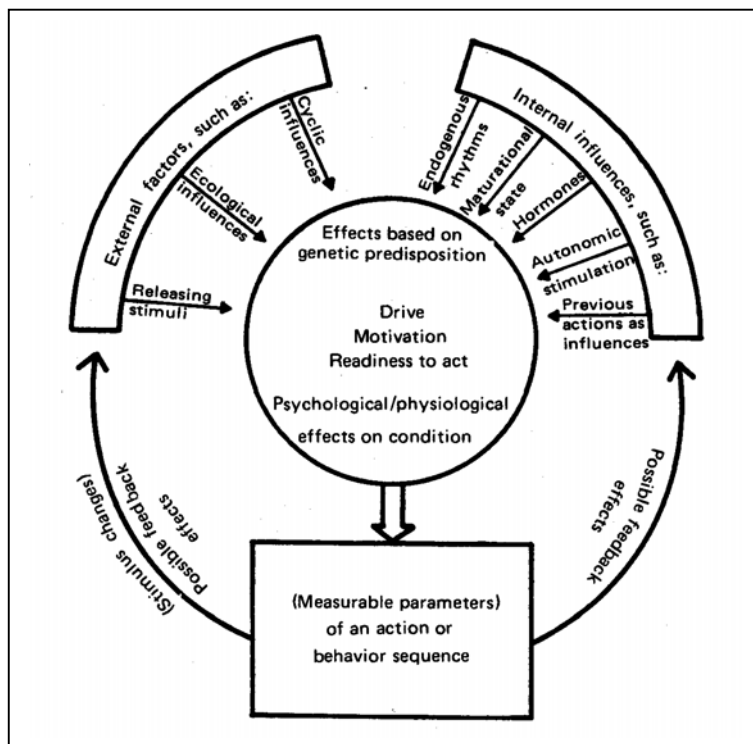 External factors, such as:
Cyclic
influences
Ecological
influences
Releasing
stimuli
Internal influences, such as:
Endogenous
rhythms
Maturational
state
Hormones
Autonomic
stimulation
Previous
actions as
influences
Effects based on
genetic predisposition
Drive
Motivation
Readiness to act
Psychological/physiological
effects on condition
Possible feedback
effects
(Stimulus changes)
Possible feedback
effects
(Measurable parameters)
of an action or
behavior sequence